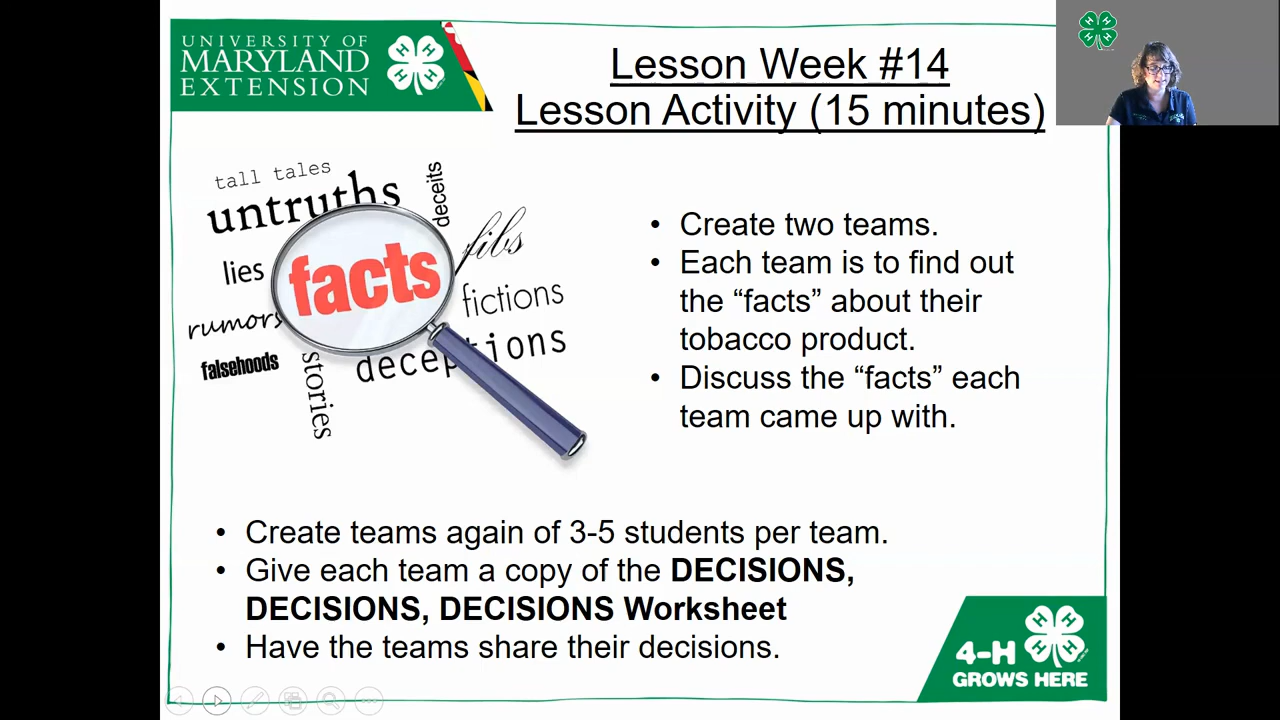 UNIVERSITY OF
MARYLAND
EXTENSION
H H H H
Lesson Week #14
Lesson Activity (15 minutes)
tall tales
untruths
deceits
fibs
lies
facts
fictions
rumors
deceptions
falsehoods
stories
• Create two teams.
• Each team is to find out
the “facts” about their
tobacco product.
• Discuss the “facts” each
team came up with.
• Create teams again of 3-5 students per team.
• Give each team a copy of the DECISIONS,
DECISIONS, DECISIONS Worksheet
• Have the teams share their decisions.
H H H H
4-H
GROWS HERE
H H H H